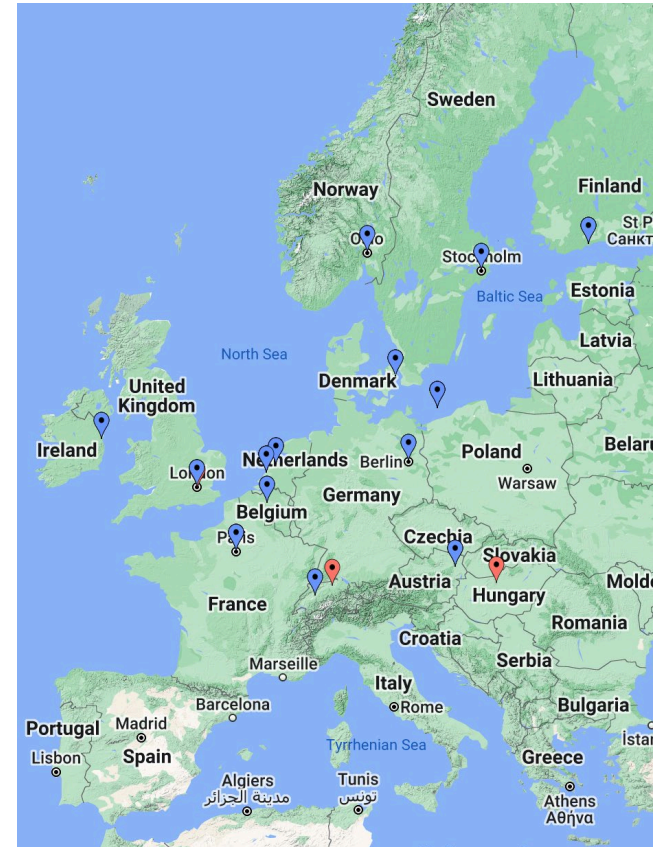 Sweden
Norway
Finland
St P
Санкт
Stockholm
Baltic Sea
Estonia
North Sea
Latvia
Denmark
Lithuania
United
Kingdom
Ireland
Netherlands
Berlin
Poland
Belaru
London
Warsaw
Germany
Belgium
Paris
Czechia
Slovakia
Austria
Hungary
Moldo
France
Romania
Croatia
Serbia
Marseille
Italy
Barcelona
Rome
Bulgaria
Portugal
Madrid
Spain
Tyrrhenian Sea
İstan
Lisbon
Greece
Algiers
مدينة الجزائر
Tunis
تونس
Athens
Αθήνα